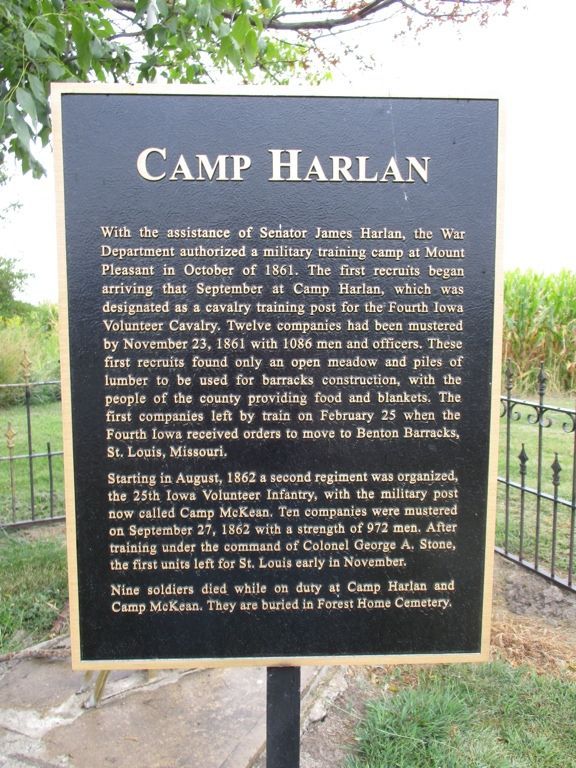 CAMP HARLAN
With the assistance of Senator James Harlan, the War
Department authorized a military training camp at Mount
Pleasant in October of 1861. The first recruits began
arriving that September at Camp Harlan, which was
designated as a cavalry training post for the Fourth Iowa
Volunteer Cavalry. Twelve companies had been mustered
by November 23, 1861 with 1086 men and officers. These
first recruits found only an open meadow and piles of
lumber to be used for barracks construction, with the
people of the county providing food and blankets. The
first companies left by train on February 25 when the
Fourth Iowa received orders to move to Benton Barracks,
St. Louis, Missouri.
Starting in August, 1862 a second regiment was organized,
the 25th Iowa Volunteer Infantry, with the military post
now called Camp McKean. Ten companies were mustered
on September 27, 1862 with a strength of 972 men. After
training under the command of Colonel George A. Stone,
the first units left for St. Louis early in November.
Nine soldiers died while on duty at Camp Harlan and
Camp McKean. They are buried in Forest Home Cemetery.